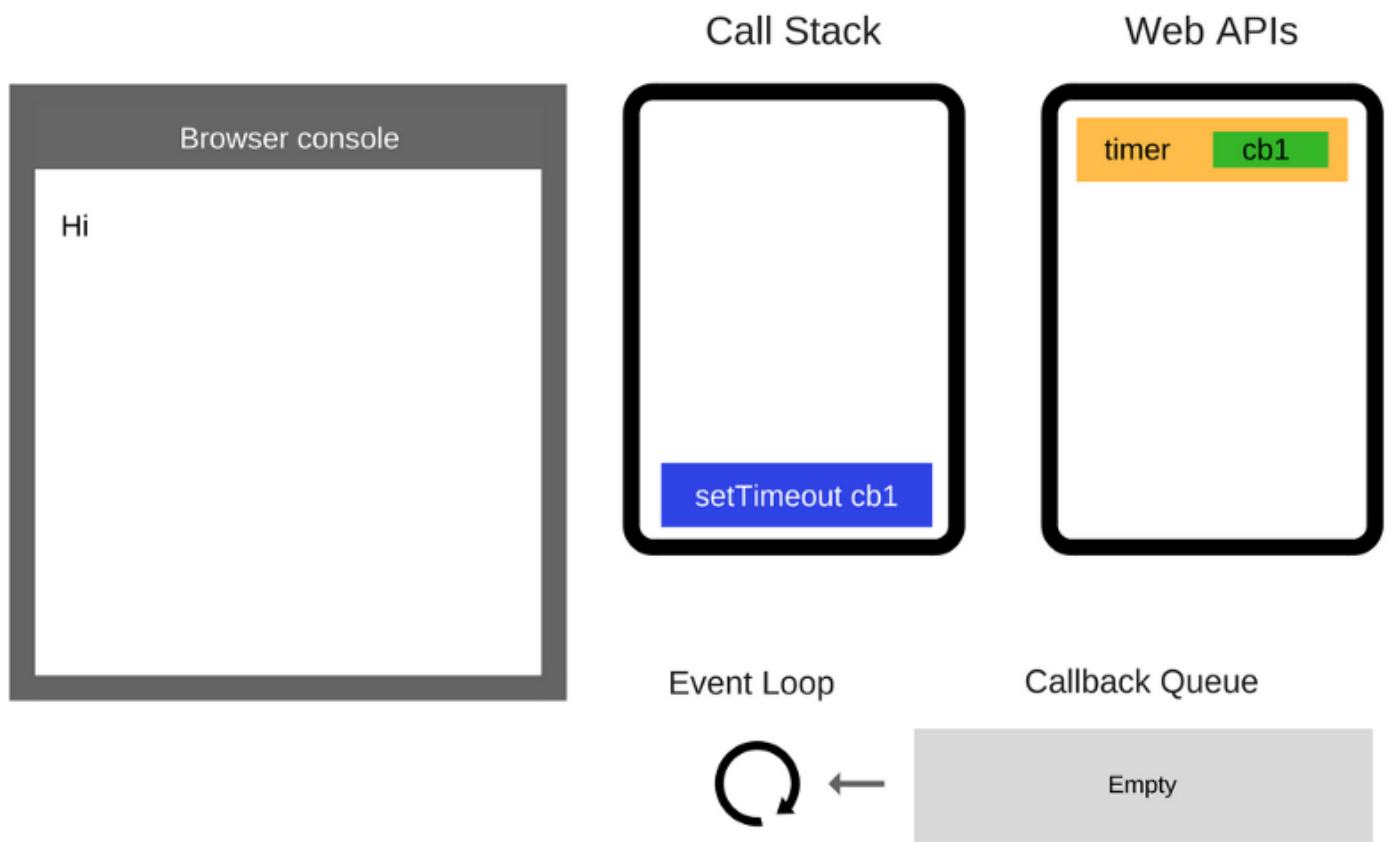 Call Stack
Web APIs
Browser console
Hi
timer
cb1
setTimeout cb1
Event Loop
Callback Queue
Empty